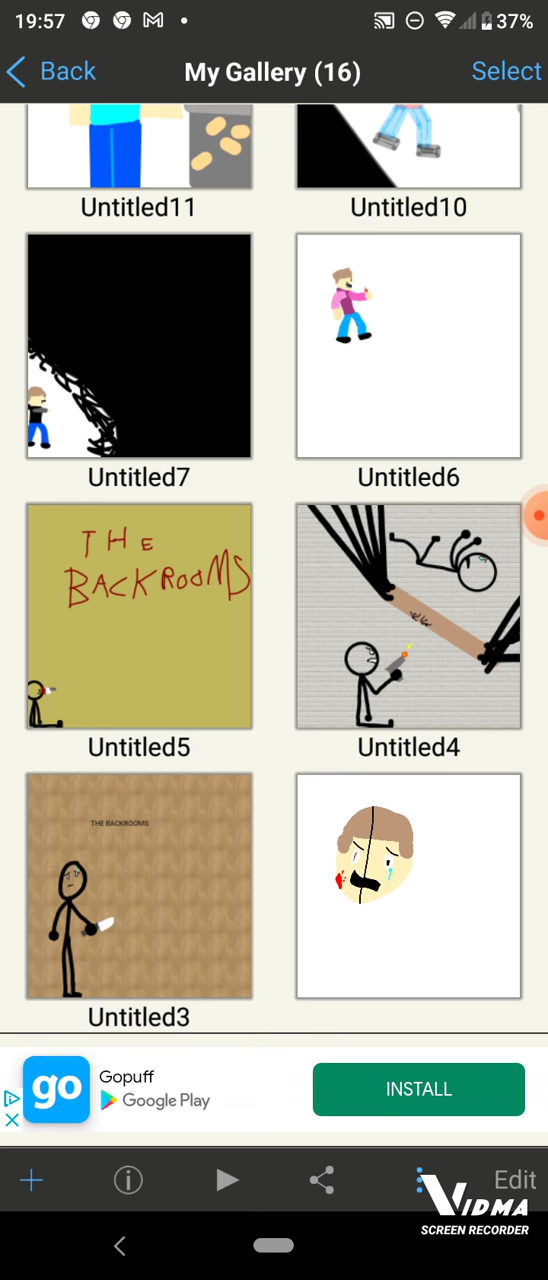 19:57
37%
Back
My Gallery (16)
Select
Untitled11
Untitled10
Untitled7
Untitled6
THE
BACKROOMS
Untitled5
Untitled4
THE BACKROOMS
Untitled3
go
Gopuff
Google Play
INSTALL
Edit
VIDMA
SCREEN RECORDER